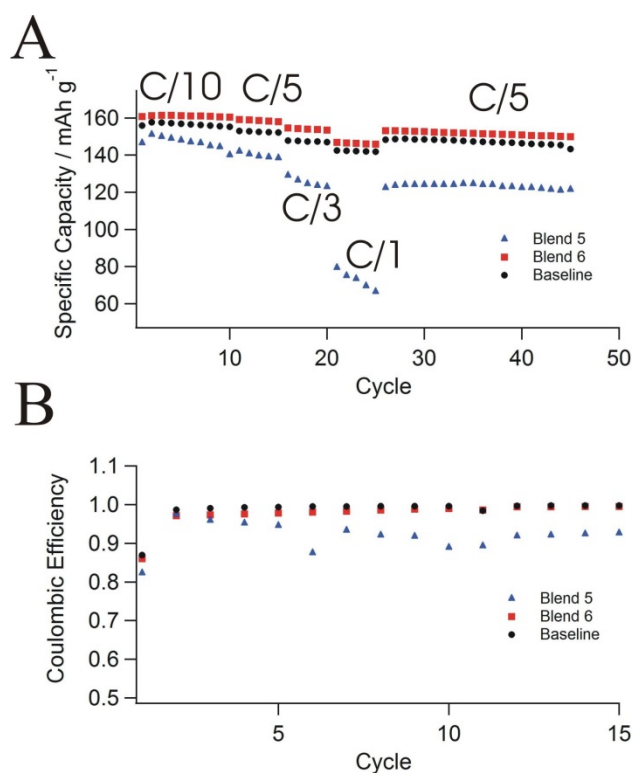 A
C/10
C/5
C/5
C/3
C/1
160
140
120
100
80
60
Specific Capacity / mAh g⁻¹
Blend 5
Blend 6
Baseline
10
20
30
40
50
Cycle
B
1.1
1.0
0.9
0.8
0.7
0.6
0.5
Coulombic Efficiency
Blend 5
Blend 6
Baseline
5
10
15
Cycle